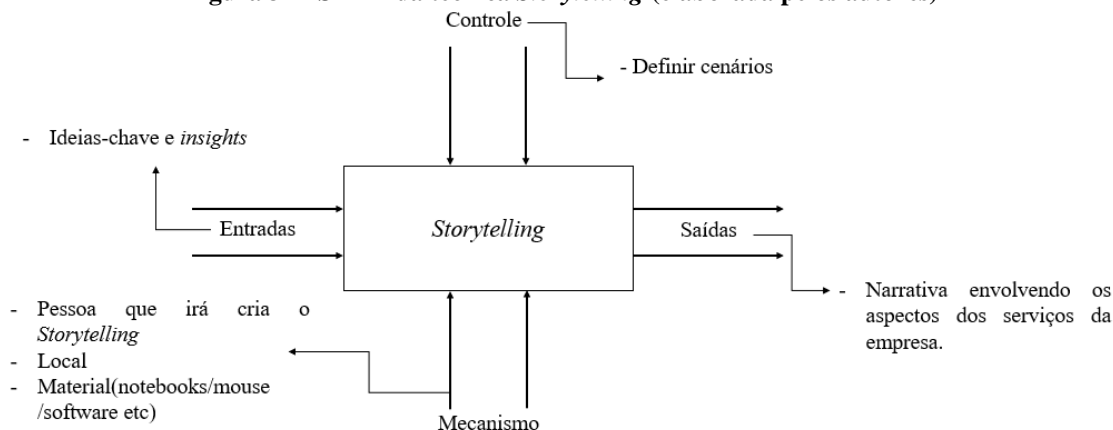 Controle
- Definir cenários
- Ideias-chave e insights
Entradas
Storytelling
Saídas
- Pessoa que irá cria o
Storytelling
- Local
- Material(notebooks/mouse
/software etc)
- Narrativa envolvendo os
aspectos dos serviços da
empresa.
Mecanismo